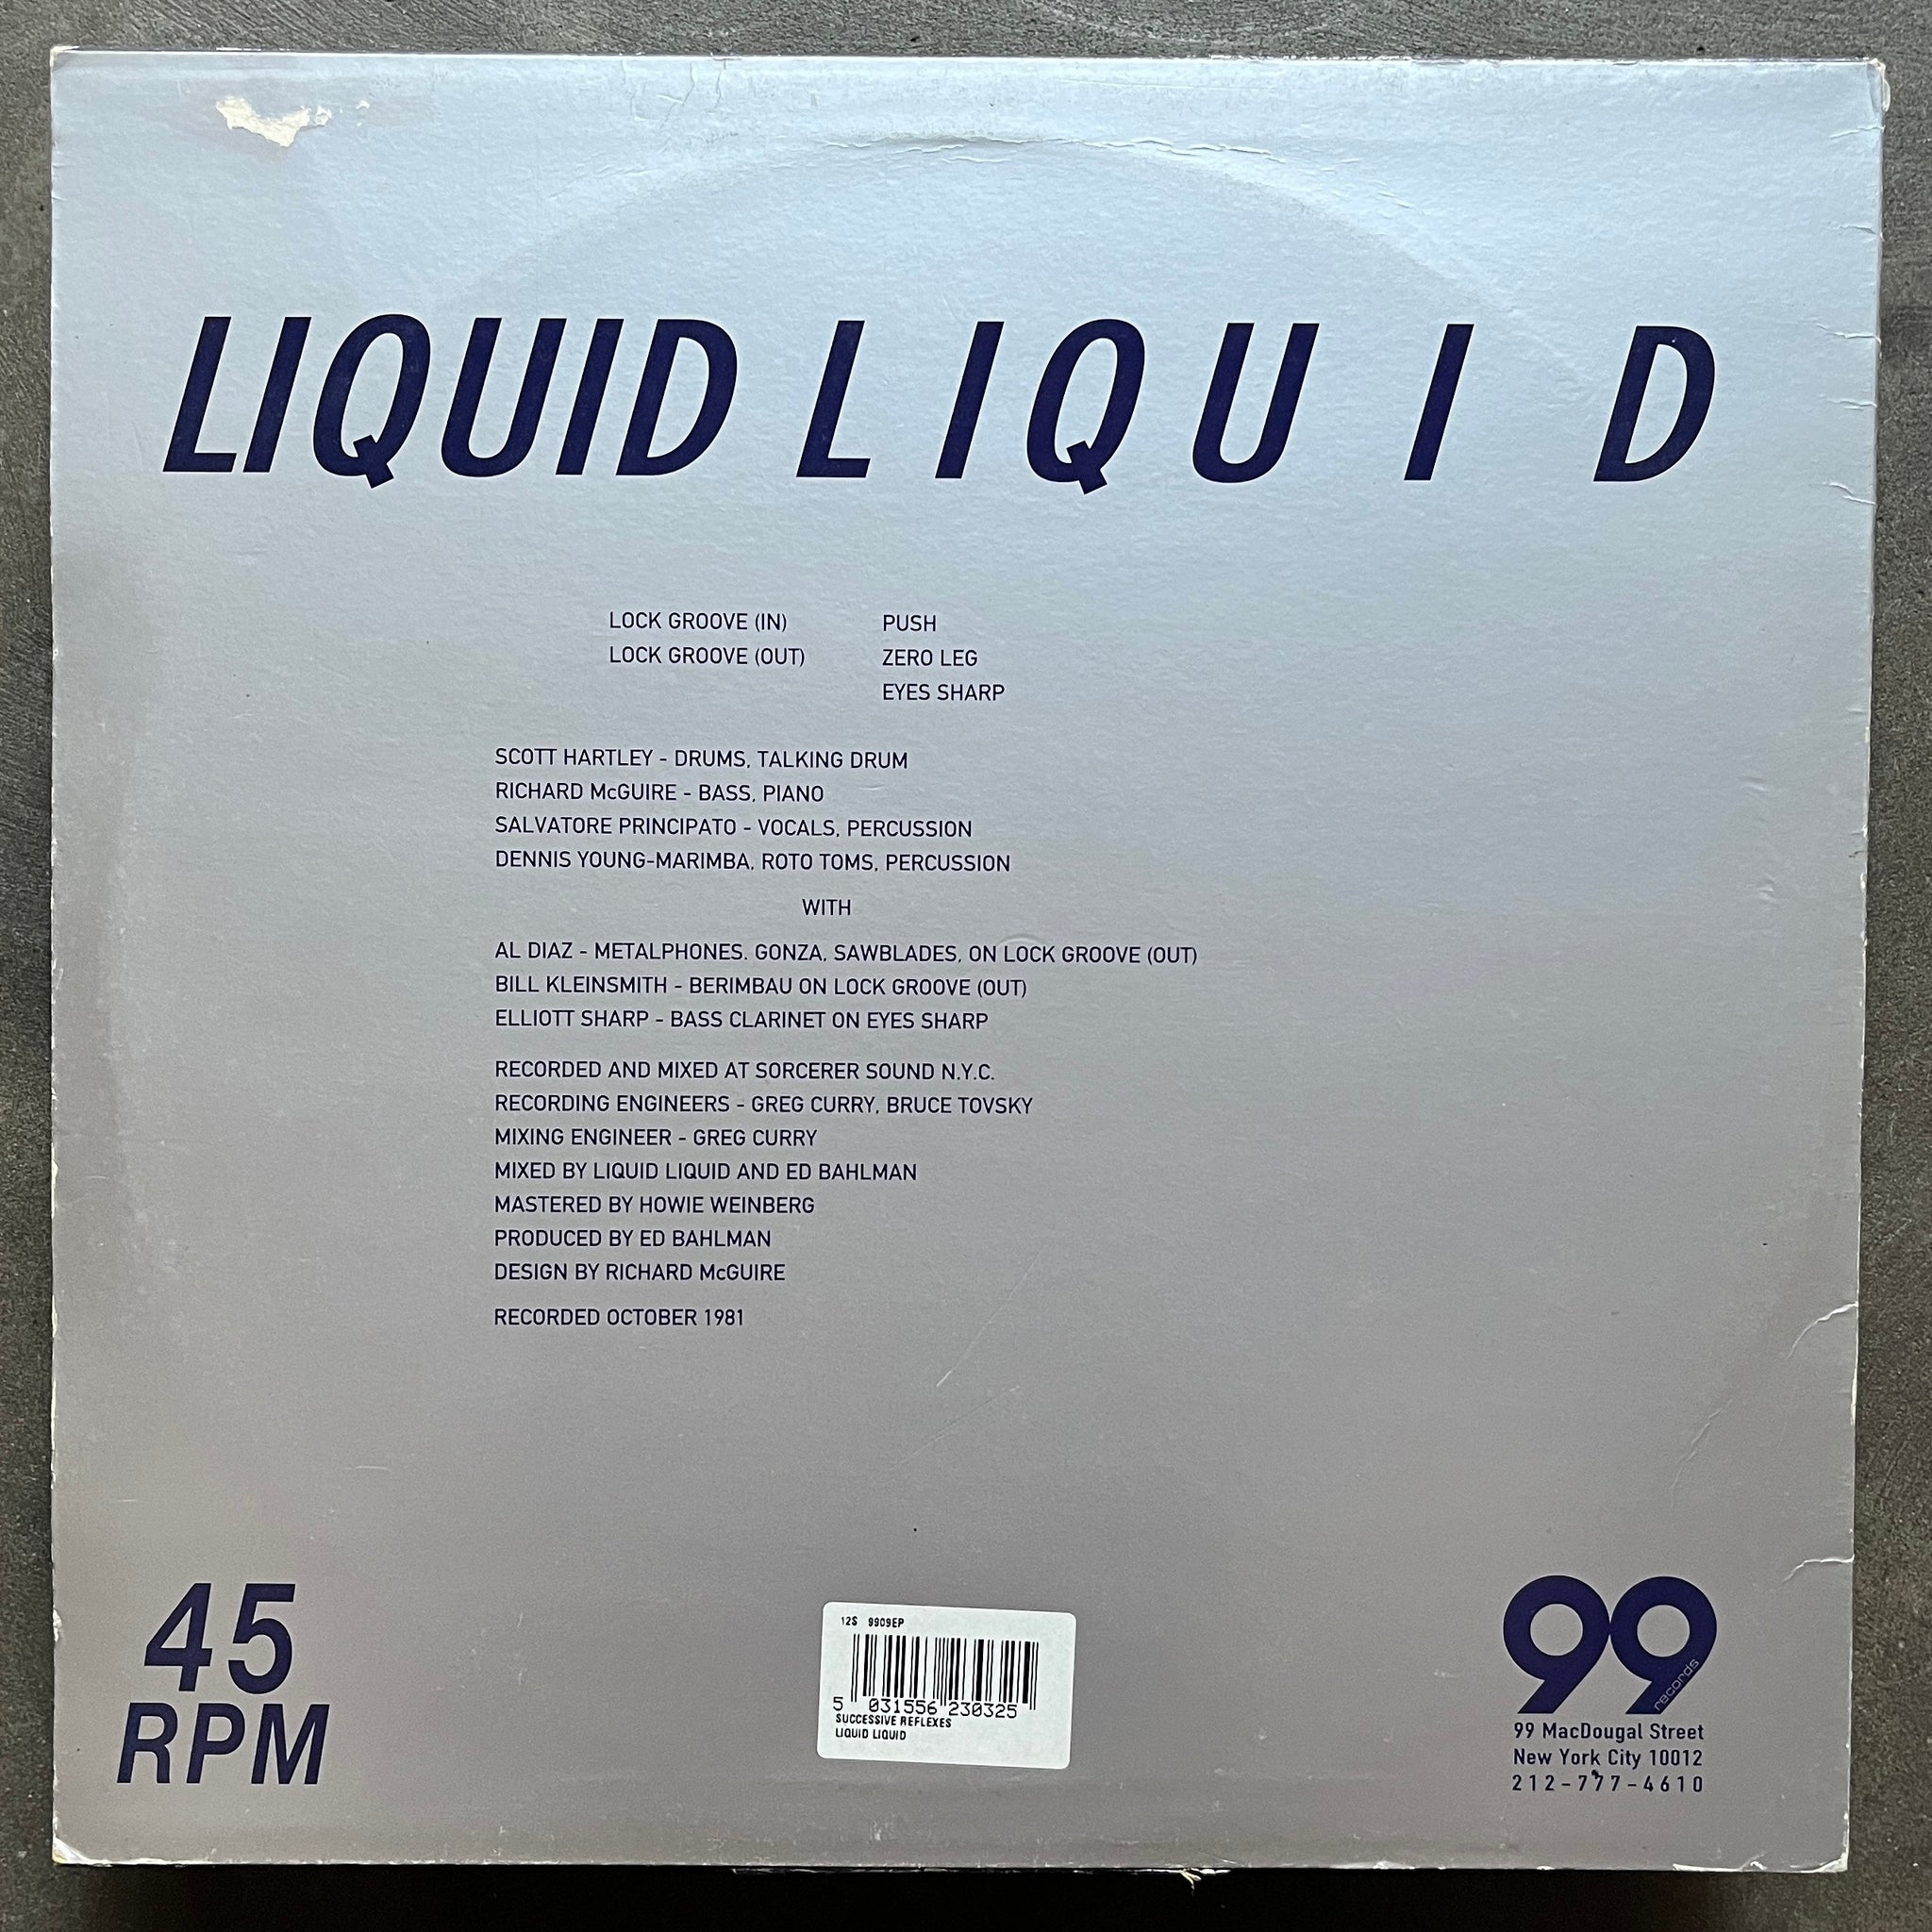 LIQUID LIQUID
LOCK GROOVE (IN)
LOCK GROOVE (OUT)
PUSH
ZERO LEG
EYES SHARP
SCOTT HARTLEY - DRUMS, TALKING DRUM
RICHARD McGUIRE - BASS, PIANO
SALVATORE PRINCIPATO - VOCALS, PERCUSSION
DENNIS YOUNG-MARIMBA, ROTO TOMS, PERCUSSION
WITH
AL DIAZ - METALPHONES. GONZA, SAWBLADES, ON LOCK GROOVE (OUT)
BILL KLEINSMITH - BERIMBAU ON LOCK GROOVE (OUT)
ELLIOTT SHARP - BASS CLARINET ON EYES SHARP
RECORDED AND MIXED AT SORCERER SOUND N.Y.C.
RECORDING ENGINEERS - GREG CURRY, BRUCE TOVSKY
MIXING ENGINEER - GREG CURRY
MIXED BY LIQUID LIQUID AND ED BAHLMAN
MASTERED BY HOWIE WEINBERG
PRODUCED BY ED BAHLMAN
DESIGN BY RICHARD McGUIRE
RECORDED OCTOBER 1981
45
RPM
12S 9909EP
5 031556 230325
SUCCESSIVE REFLEXES
LIQUID LIQUID
99
records
99 MacDougal Street
New York City 10012
212-777-4610